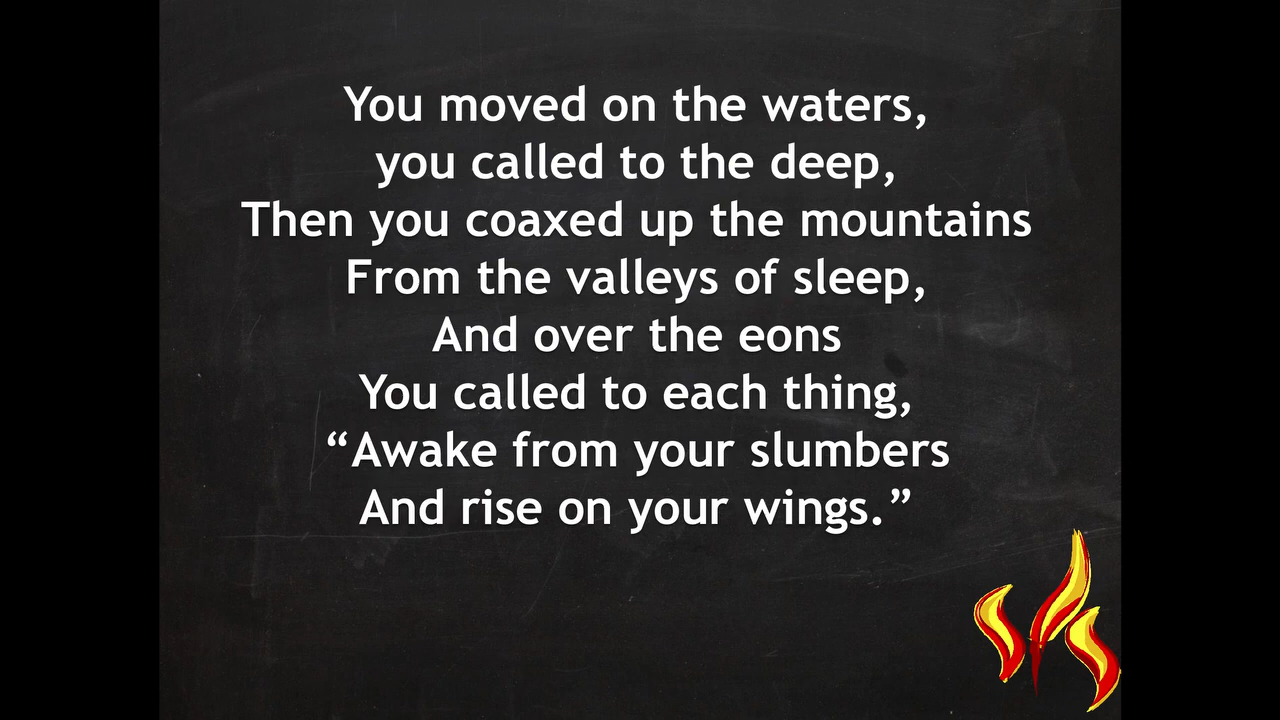 You moved on the waters,
you called to the deep,
Then you coaxed up the mountains
From the valleys of sleep,
And over the eons
You called to each thing,
“Awake from your slumbers
And rise on your wings.”